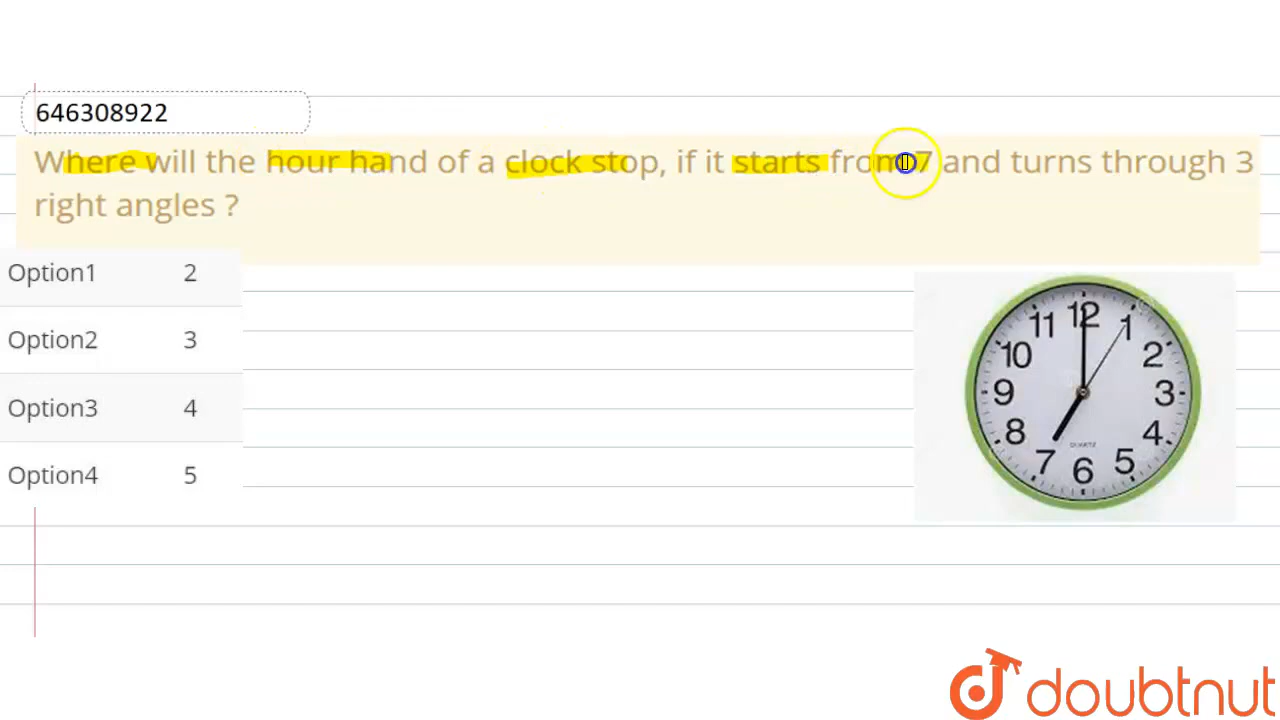 646308922
Where will the hour hand of a clock stop, if it starts from 7 and turns through 3
right angles ?
Option1 2
Option2 3
Option3 4
Option4 5
12
11 1
10 2
9 3
8 4
7 5
6
QUARTZ
doubtnut